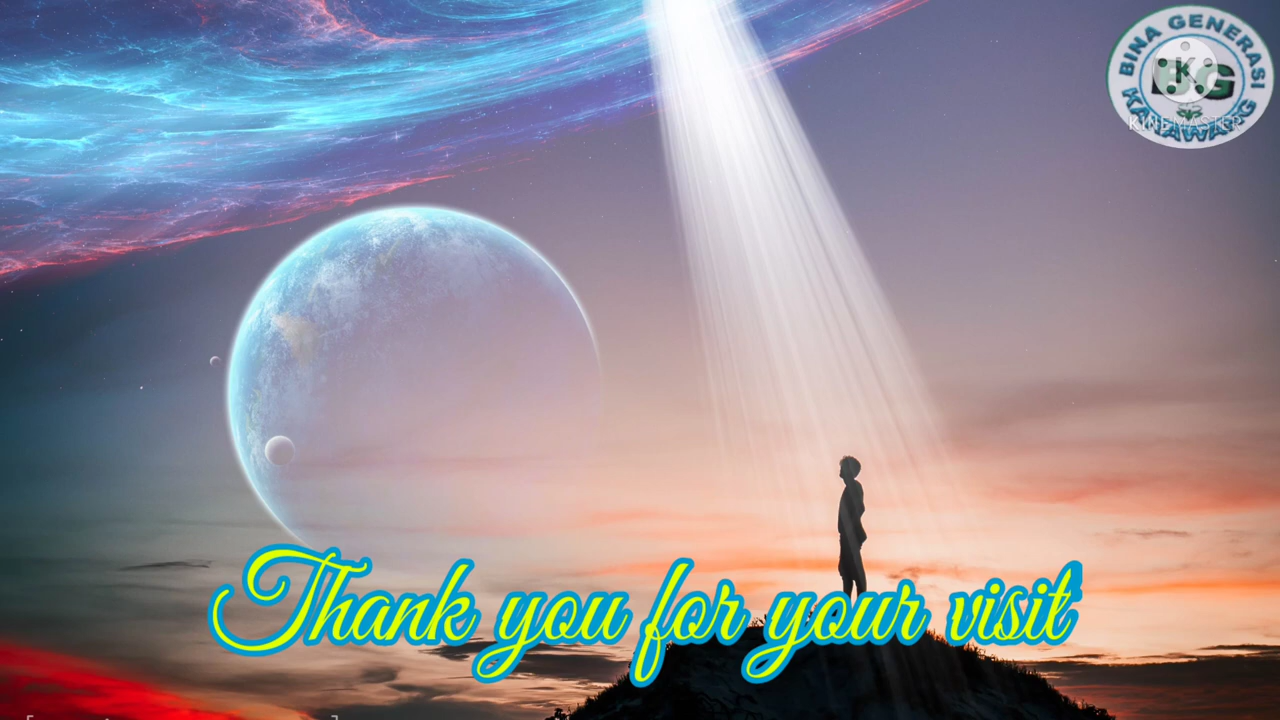 BINA GENERASI
BG
KARAWANG
K
KINEMASTER
Thank you for your visit